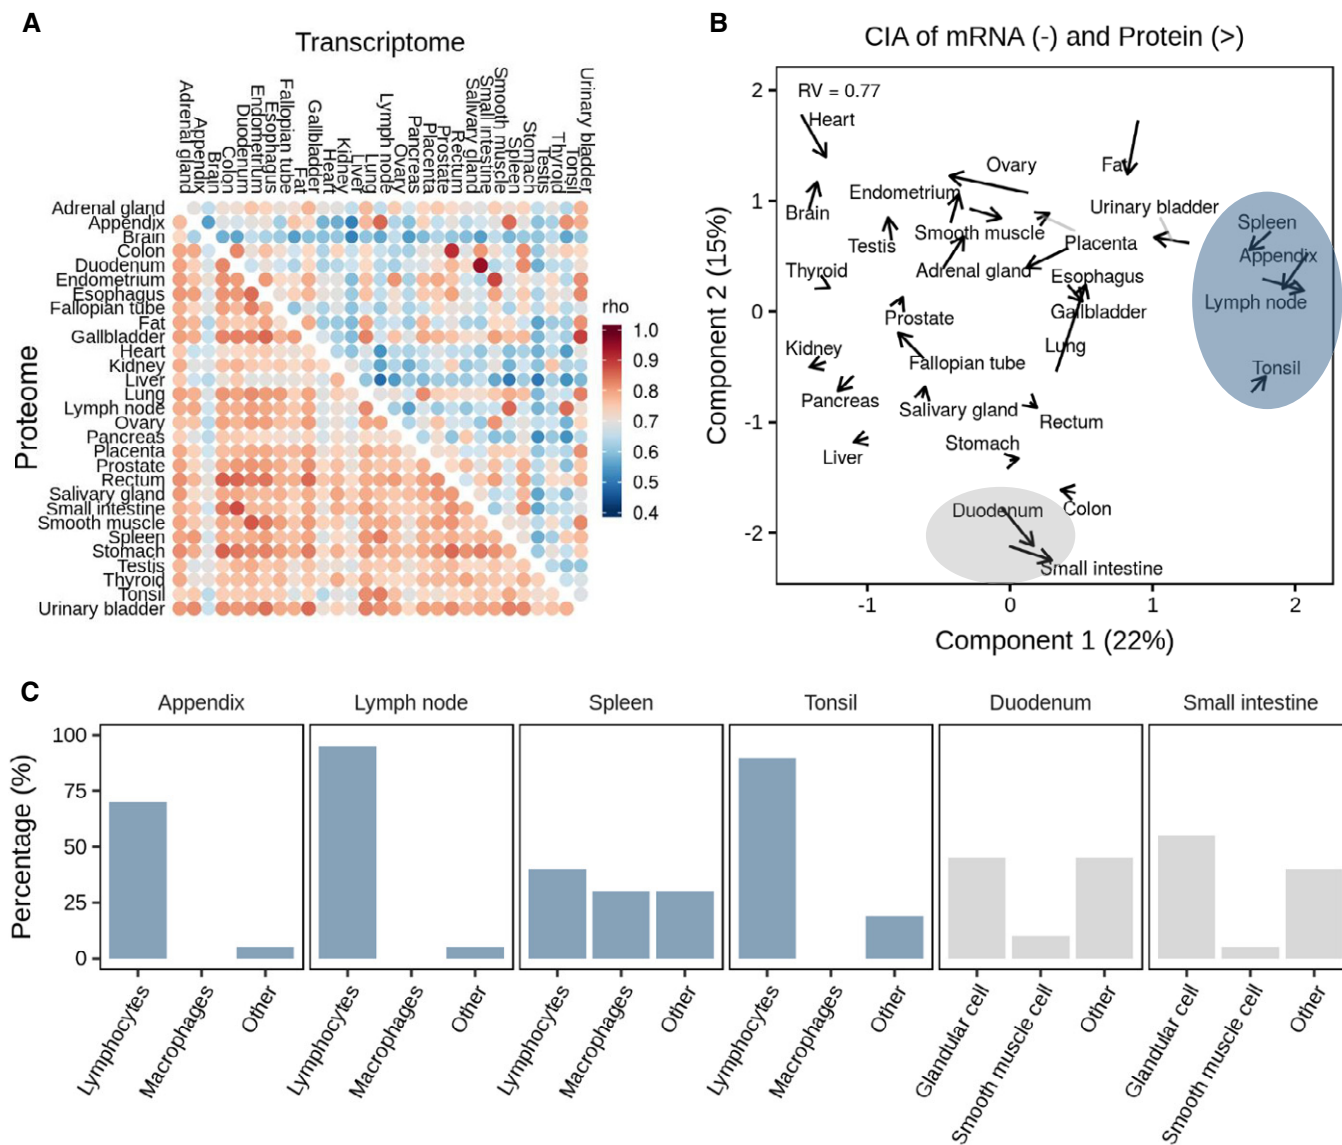 A
Transcriptome
Adrenal gland
Appendix
Brain
Colon
Duodenum
Endometrium
Esophagus
Fallopian tube
Fat
Gallbladder
Heart
Kidney
Liver
Lung
Lymph node
Ovary
Pancreas
Placenta
Prostate
Rectum
Salivary gland
Small intestine
Smooth muscle
Spleen
Stomach
Testis
Thyroid
Tonsil
Urinary bladder
Proteome
Adrenal gland
Appendix
Brain
Colon
Duodenum
Endometrium
Esophagus
Fallopian tube
Fat
Gallbladder
Heart
Kidney
Liver
Lung
Lymph node
Ovary
Pancreas
Placenta
Prostate
Rectum
Salivary gland
Small intestine
Smooth muscle
Spleen
Stomach
Testis
Thyroid
Tonsil
Urinary bladder
rho
1.0
0.9
0.8
0.7
0.6
0.5
0.4
B
CIA of mRNA (-) and Protein (>)
RV = 0.77
Heart
Ovary
Fat
Endometrium
Brain
Urinary bladder
Spleen
Testis
Smooth muscle
Placenta
Appendix
Thyroid
Adrenal gland
Esophagus
Lymph node
Prostate
Gallbladder
Kidney
Lung
Fallopian tube
Tonsil
Pancreas
Salivary gland
Rectum
Liver
Stomach
Duodenum
Colon
Small intestine
2
1
0
-1
-2
Component 2 (15%)
-1
0
1
2
Component 1 (22%)
C
Appendix
Lymph node
Spleen
Tonsil
Duodenum
Small intestine
Percentage (%)
100
75
50
25
0
Lymphocytes
Macrophages
Other
Lymphocytes
Macrophages
Other
Lymphocytes
Macrophages
Other
Lymphocytes
Macrophages
Other
Glandular cell
Smooth muscle cell
Other
Glandular cell
Smooth muscle cell
Other